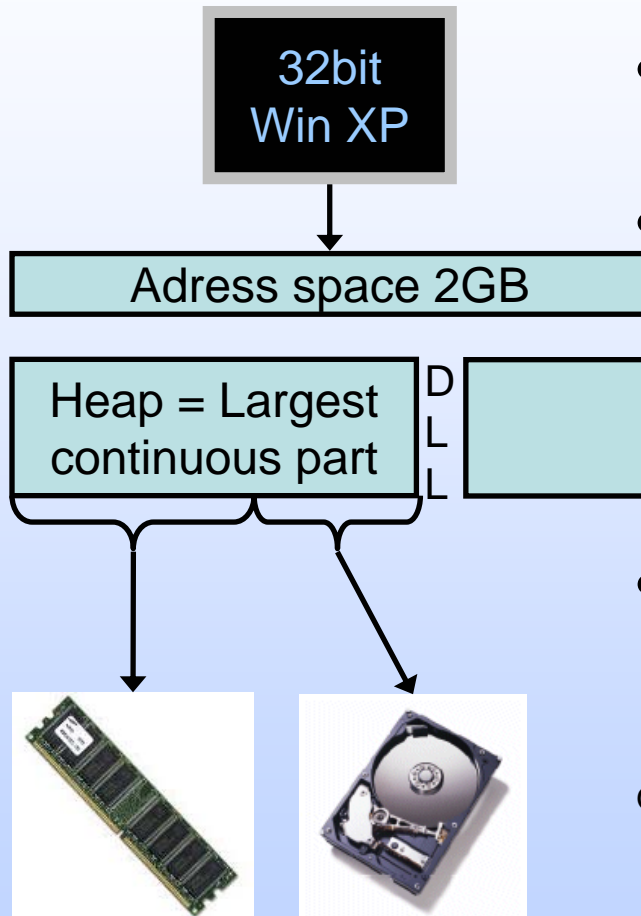 32bit
Win XP
Adress space 2GB
Heap = Largest
continuous part
D
L
L